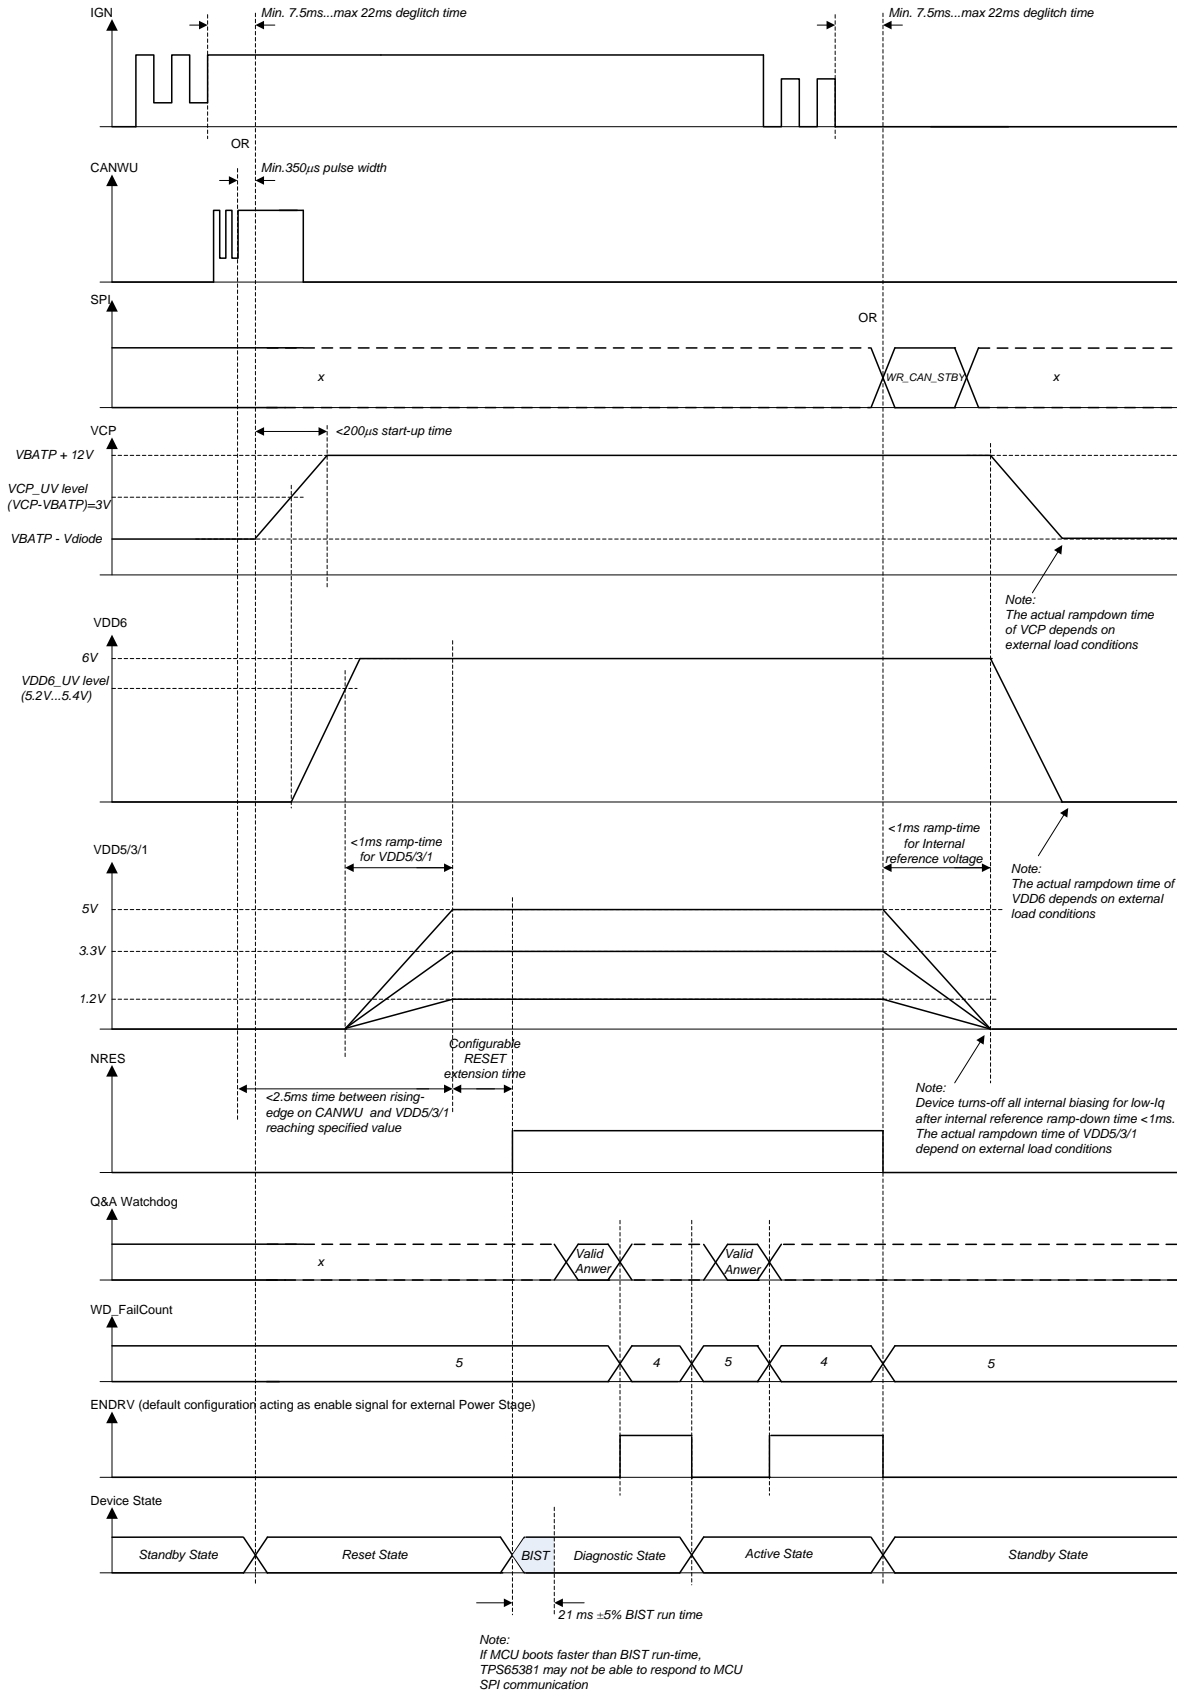 IGN
Min. 7.5ms...max 22ms deglitch time
Min. 7.5ms...max 22ms deglitch time
OR
CANWU
Min.350µs pulse width
SPI
OR
x
WR_CAN_STBY
x
VCP
<200µs start-up time
VBATP + 12V
VCP_UV level
(VCP-VBATP)=3V
VBATP - Vdiode
Note:
The actual rampdown time
of VCP depends on
external load conditions
VDD6
6V
VDD6_UV level
(5.2V...5.4V)
<1ms ramp-time
for VDD5/3/1
<1ms ramp-time
for Internal
reference voltage
VDD5/3/1
Note:
The actual rampdown time of
VDD6 depends on external
load conditions
5V
3.3V
1.2V
NRES
Configurable
RESET
extension time
<2.5ms time between rising-
edge on CANWU and VDD5/3/1
reaching specified value
Note:
Device turns-off all internal biasing for low-Iq
after internal reference ramp-down time <1ms.
The actual rampdown time of VDD5/3/1
depend on external load conditions
Q&A Watchdog
x
Valid
Anwer
Valid
Anwer
WD_FailCount
5
4
5
4
5
ENDRV (default configuration acting as enable signal for external Power Stage)
Device State
Standby State
Reset State
BIST
Diagnostic State
Active State
Standby State
21 ms ±5% BIST run time
Note:
If MCU boots faster than BIST run-time,
TPS65381 may not be able to respond to MCU
SPI communication